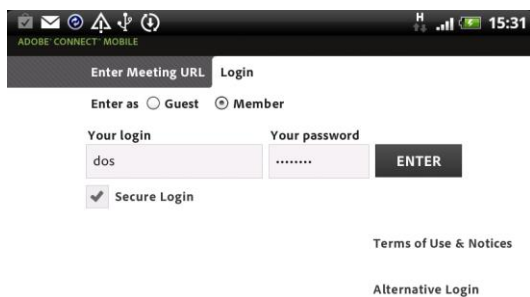 H 15:31
ADOBE® CONNECT™ MOBILE
Enter Meeting URL Login
Enter as Guest Member
Your login Your password
dos ········ ENTER
Secure Login
Terms of Use & Notices
Alternative Login